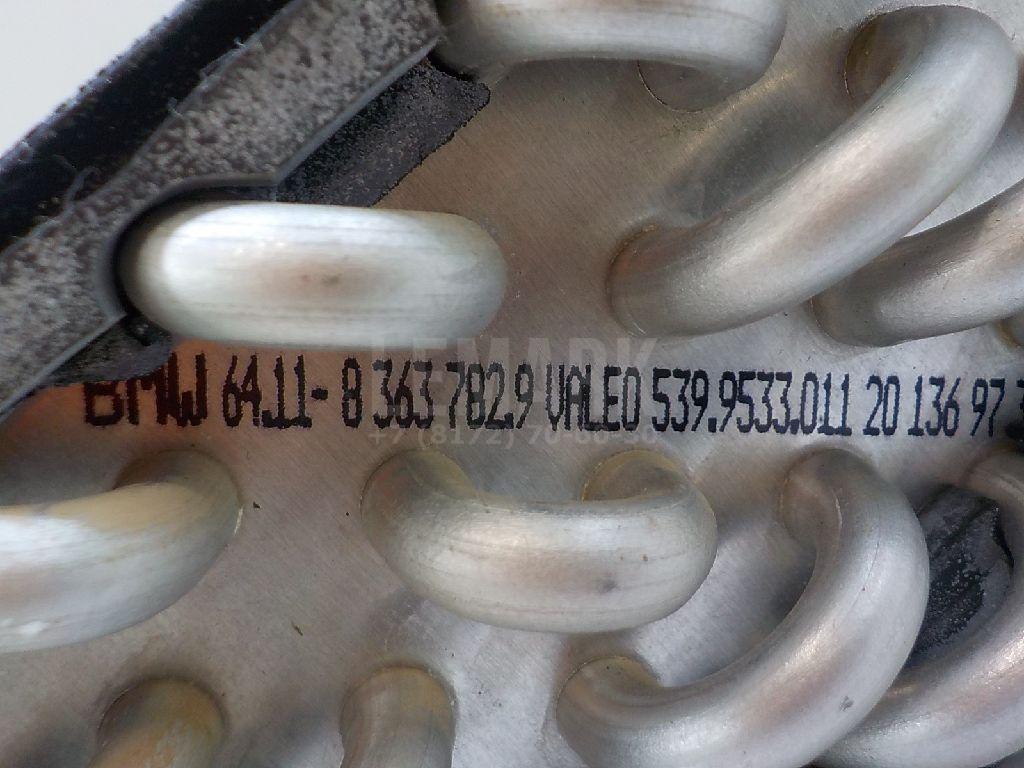 LEMARK
BMW 64.11- 8 363 782.9 VALEO 539.9533.011 20 136 97
+7 (8172) 70-60-30